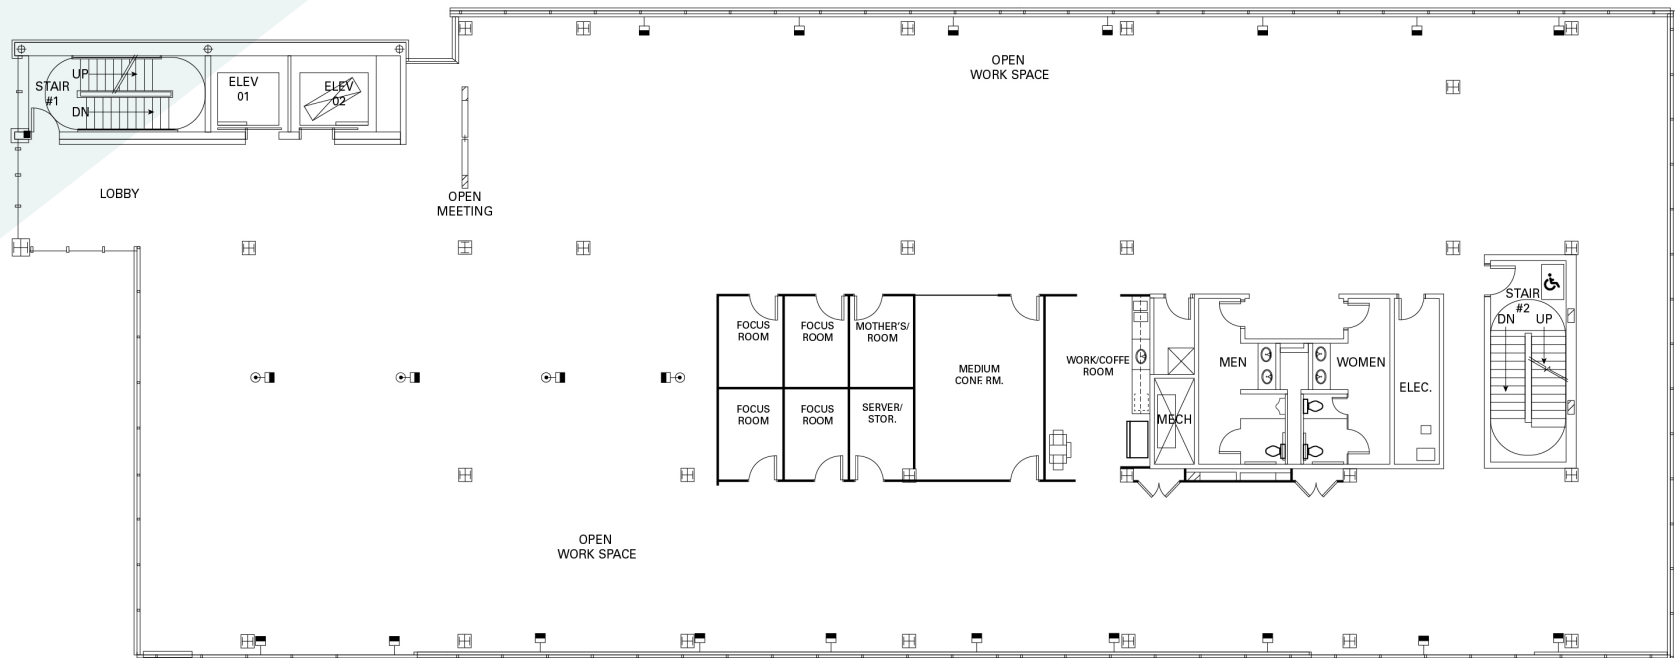 OPEN
WORK SPACE
UP
STAIR
#1
DN
ELEV
01
ELEV
02
LOBBY
OPEN
MEETING
STAIR
#2
DN UP
FOCUS
ROOM
FOCUS
ROOM
MOTHER'S/
ROOM
MEDIUM
CONF. RM.
WORK/COFFE
ROOM
MEN
WOMEN
ELEC.
MECH
FOCUS
ROOM
FOCUS
ROOM
SERVER/
STOR.
OPEN
WORK SPACE